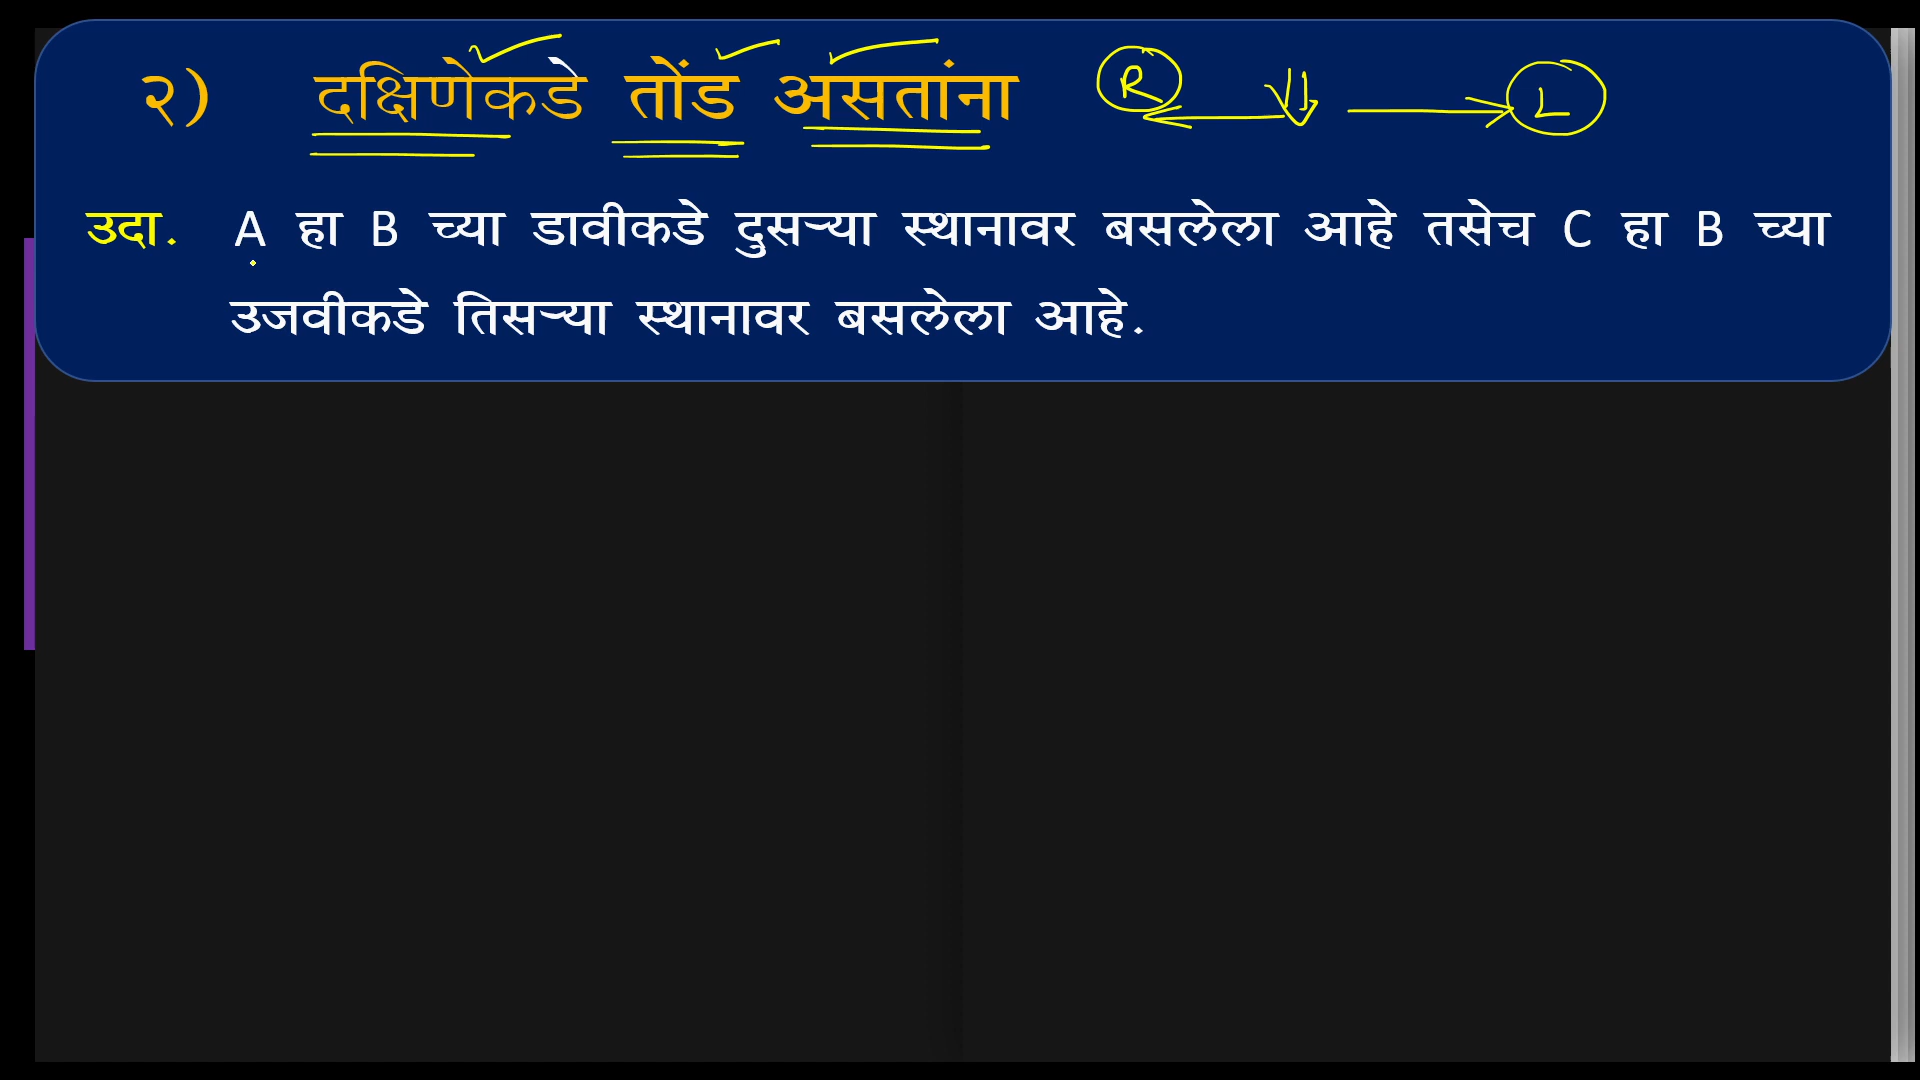 २) दक्षिणेकडे तोंड असतांना R L
उदा. A हा B च्या डावीकडे दुसऱ्या स्थानावर बसलेला आहे तसेच C हा B च्या
उजवीकडे तिसऱ्या स्थानावर बसलेला आहे.